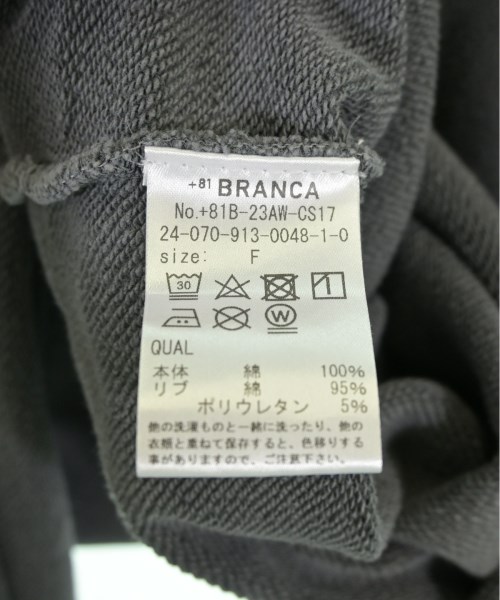 +81 BRANCA
No.+81B-23AW-CS17
24-070-913-0048-1-0
size: F
30
W
QUAL
本体 綿 100%
リブ 綿 95%
ポリウレタン 5%
他の洗濯ものと一緒に洗ったり、他の
衣類と重ねて保存すると、色移りする
事がありますので、ご注意下さい。